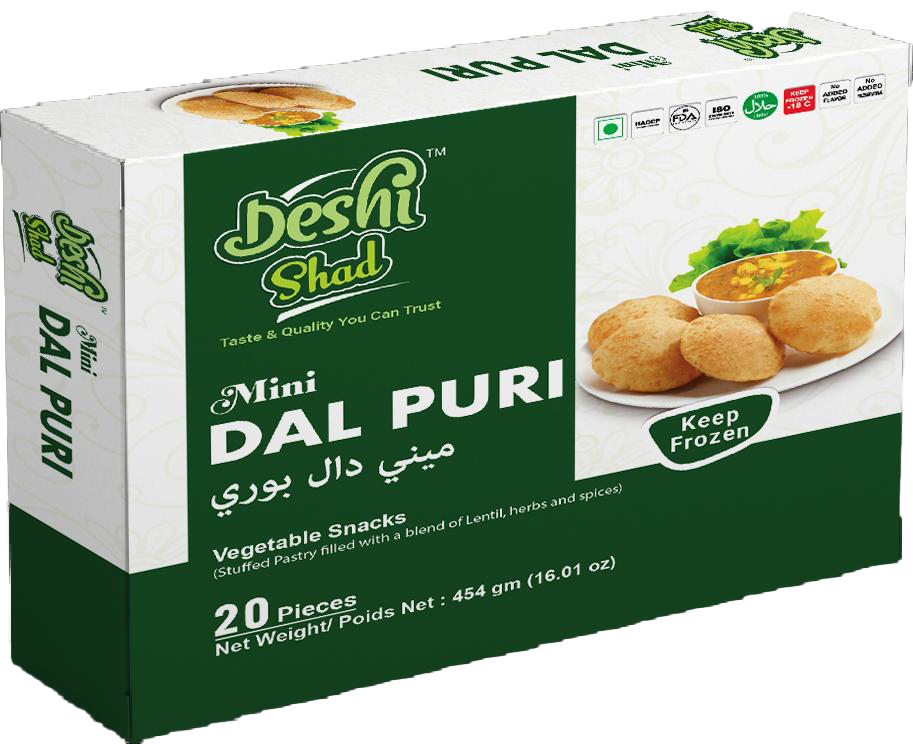 Deshi
Shad
Mini
DAL PURI
Deshi
Shad
TM
Mini
DAL PURI
HACCP
FDA
ISO
100%
حلال
KEEP
FROZEN
-18 C
No
ADDED
FLAVOR
No
ADDED
Deshi TM
Shad
Taste & Quality You Can Trust
Mini
DAL PURI
ميني دال بوري
Keep
Frozen
Vegetable Snacks
(Stuffed Pastry filled with a blend of Lentil, herbs and spices)
20 Pieces
Net Weight/ Poids Net : 454 gm (16.01 oz)